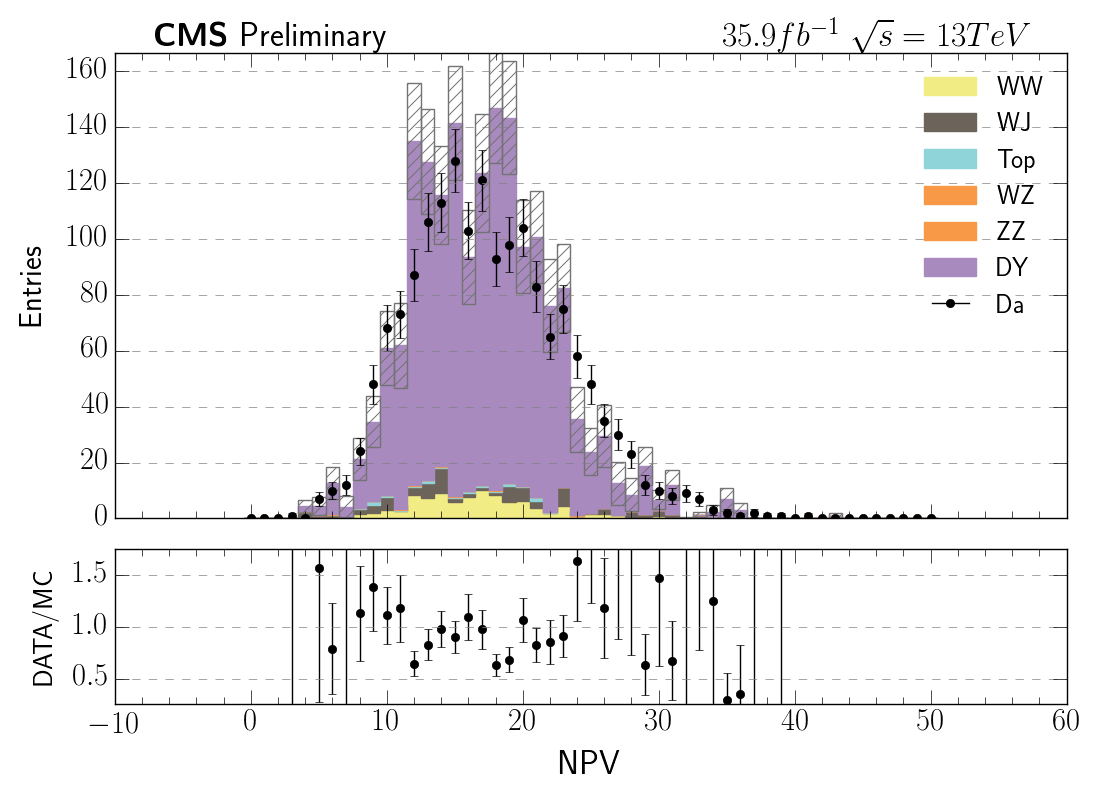 CMS Preliminary
35.9fb⁻¹ √s = 13TeV
160
140
120
100
80
60
40
20
0
Entries
WW
WJ
Top
WZ
ZZ
DY
Da
1.5
1.0
0.5
DATA/MC
−10 0 10 20 30 40 50 60
NPV